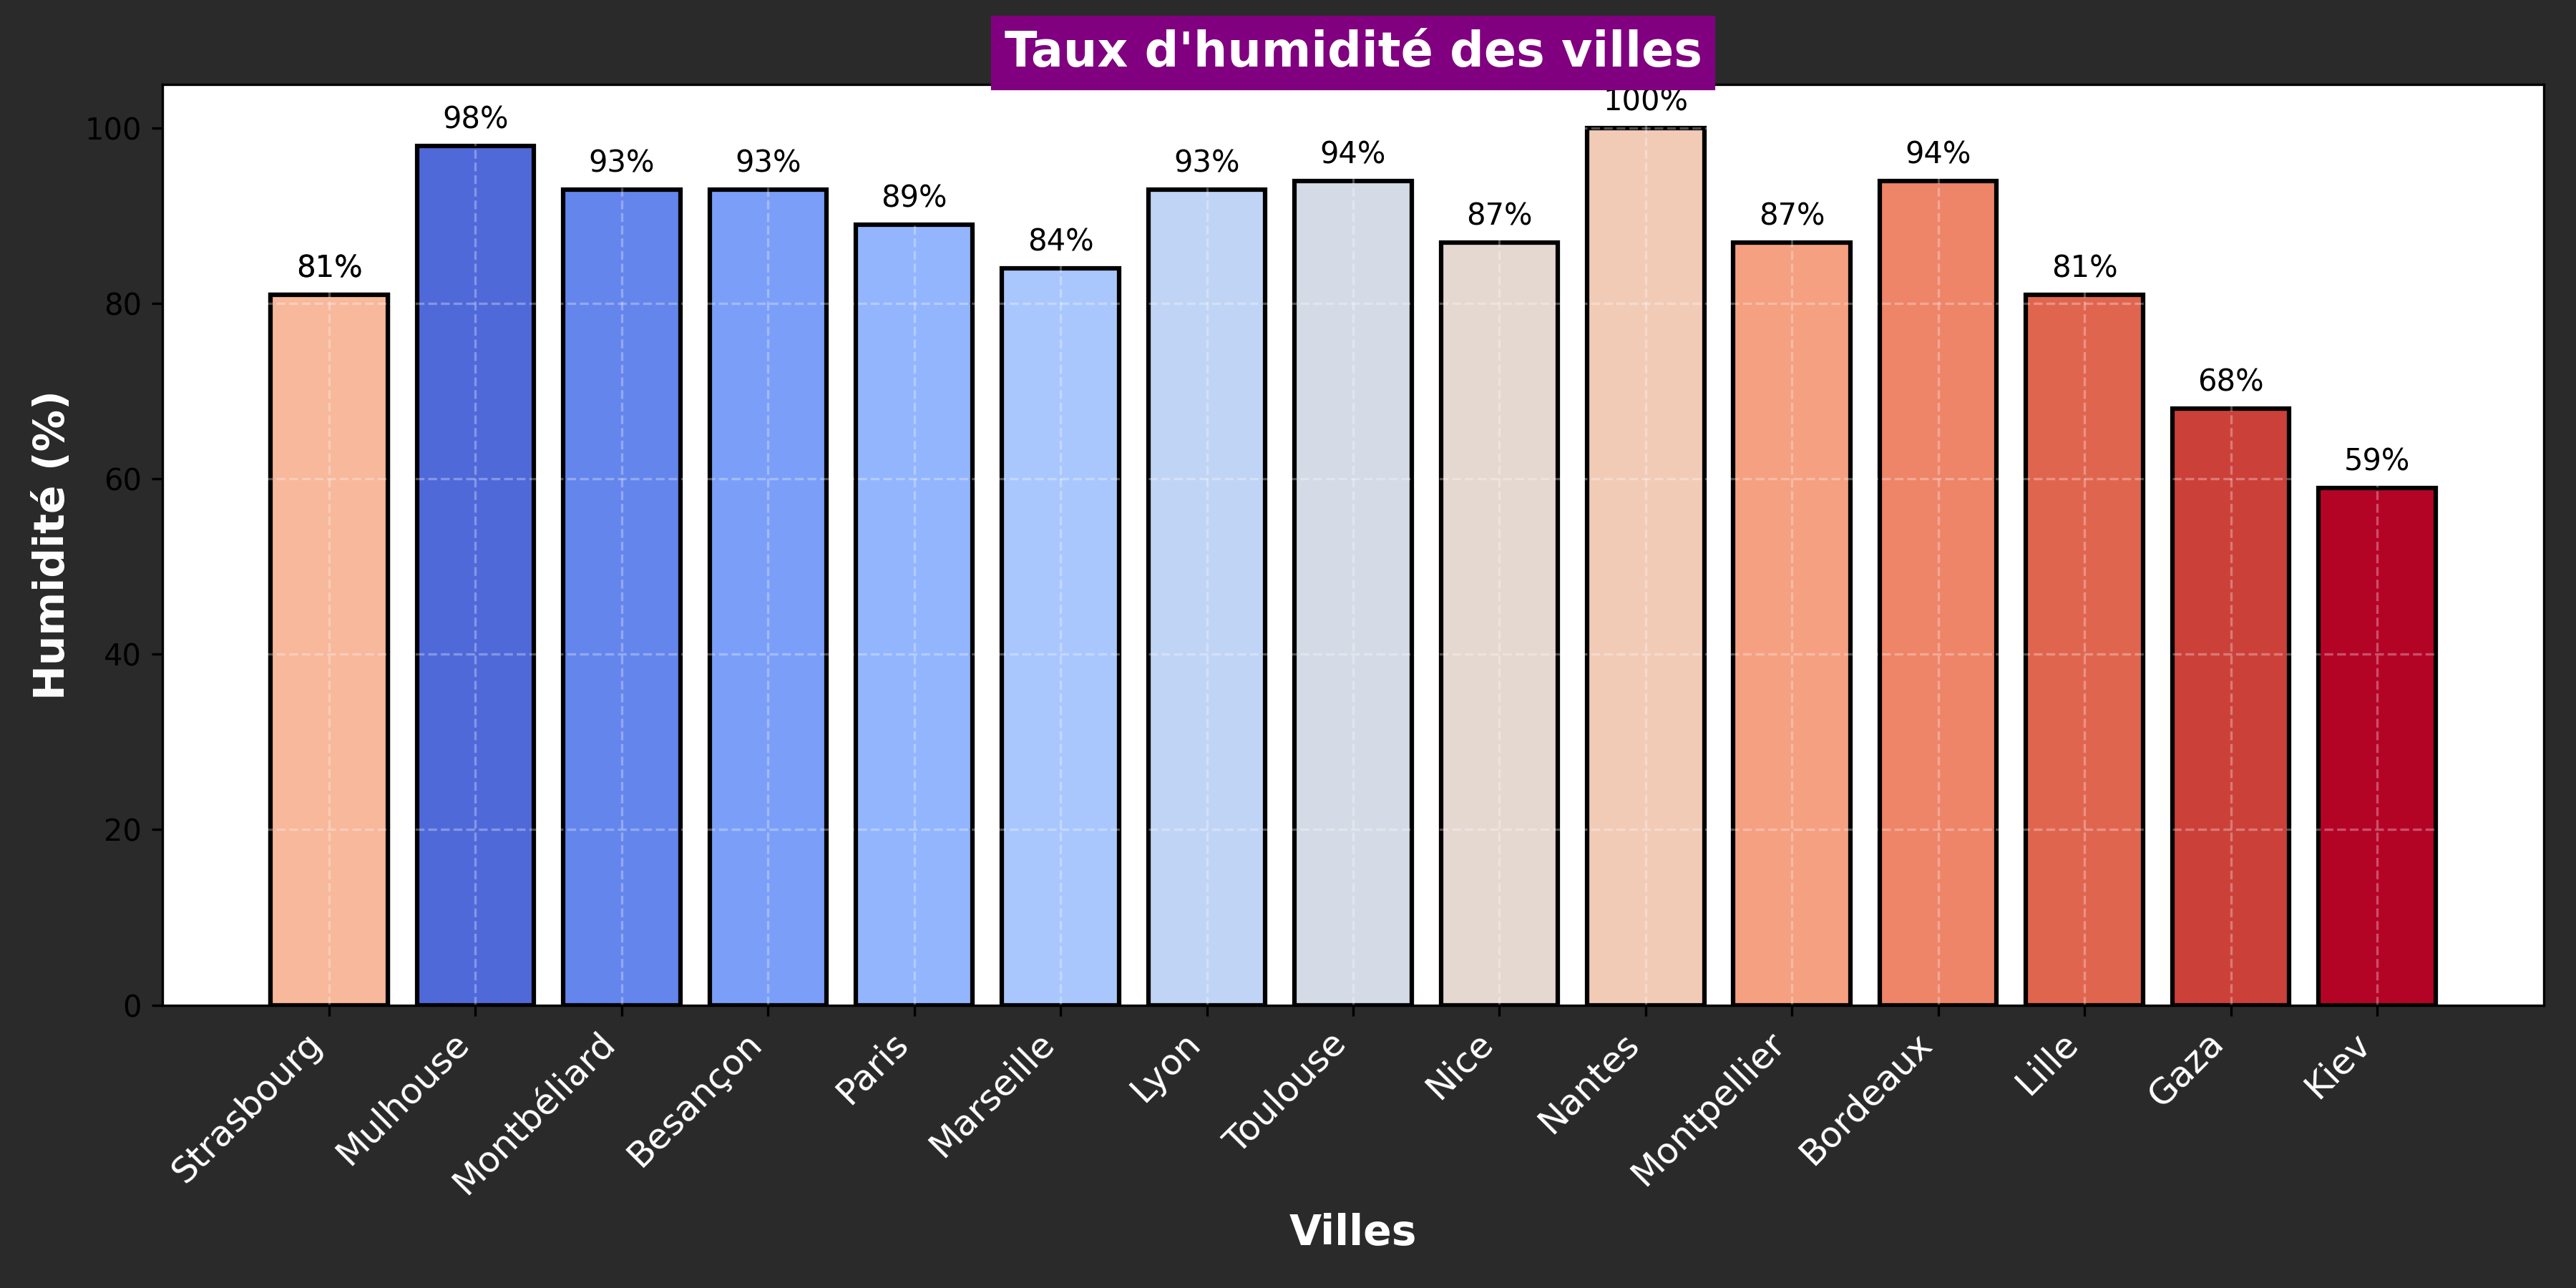 Taux d'humidité des villes
Humidité (%)
100
80
60
40
20
0
81%
98%
93%
93%
89%
84%
93%
94%
87%
100%
87%
94%
81%
68%
59%
Strasbourg
Mulhouse
Montbéliard
Besançon
Paris
Marseille
Lyon
Toulouse
Nice
Nantes
Montpellier
Bordeaux
Lille
Gaza
Kiev
Villes